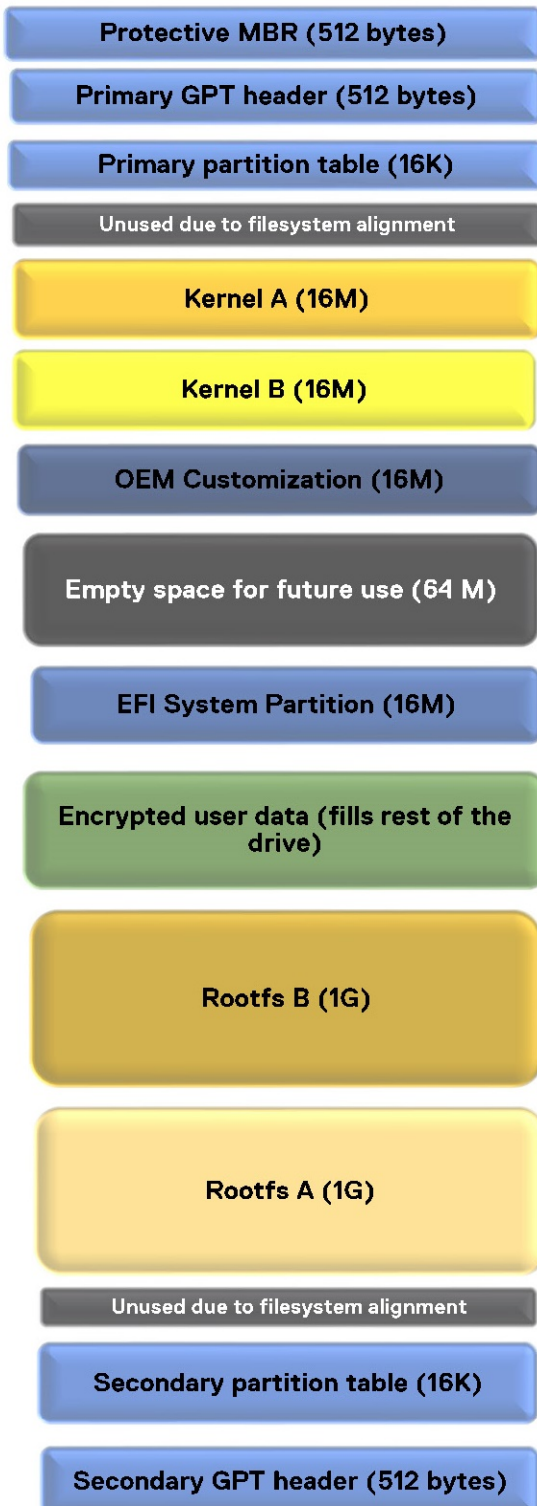 Protective MBR (512 bytes)
Primary GPT header (512 bytes)
Primary partition table (16K)
Unused due to filesystem alignment
Kernel A (16M)
Kernel B (16M)
OEM Customization (16M)
Empty space for future use (64 M)
EFI System Partition (16M)
Encrypted user data (fills rest of the
drive)
Rootfs B (1G)
Rootfs A (1G)
Unused due to filesystem alignment
Secondary partition table (16K)
Secondary GPT header (512 bytes)